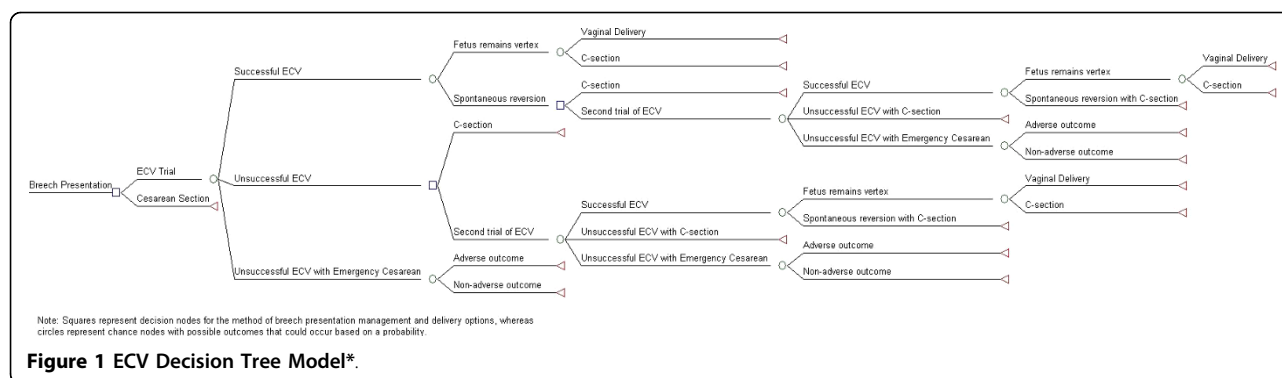 Vaginal Delivery
Fetus remains vertex
C-section
Vaginal Delivery
Successful ECV
Fetus remains vertex
C-section
C-section
Successful ECV
Spontaneous reversion
Spontaneous reversion with C-section
Second trial of ECV
Unsuccessful ECV with C-section
C-section
Adverse outcome
Unsuccessful ECV with Emergency Cesarean
Non-adverse outcome
ECV Trial
Breech Presentation
Unsuccessful ECV
Vaginal Delivery
Cesarean Section
Fetus remains vertex
Successful ECV
C-section
Spontaneous reversion with C-section
Second trial of ECV
Unsuccessful ECV with C-section
Adverse outcome
Adverse outcome
Unsuccessful ECV with Emergency Cesarean
Unsuccessful ECV with Emergency Cesarean
Non-adverse outcome
Non-adverse outcome
Note: Squares represent decision nodes for the method of breech presentation management and delivery options, whereas
circles represent chance nodes with possible outcomes that could occur based on a probability.
Figure 1 ECV Decision Tree Model*.